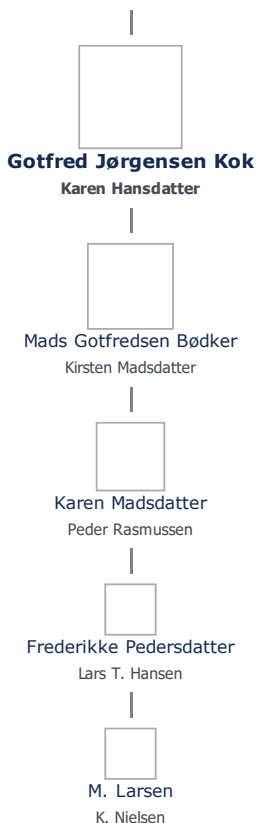 Gotfred Jørgensen Kok
Karen Hansdatter
Mads Gotfredsen Bødker
Kirsten Madsdatter
Karen Madsdatter
Peder Rasmussen
Frederikke Pedersdatter
Lars T. Hansen
M. Larsen
K. Nielsen